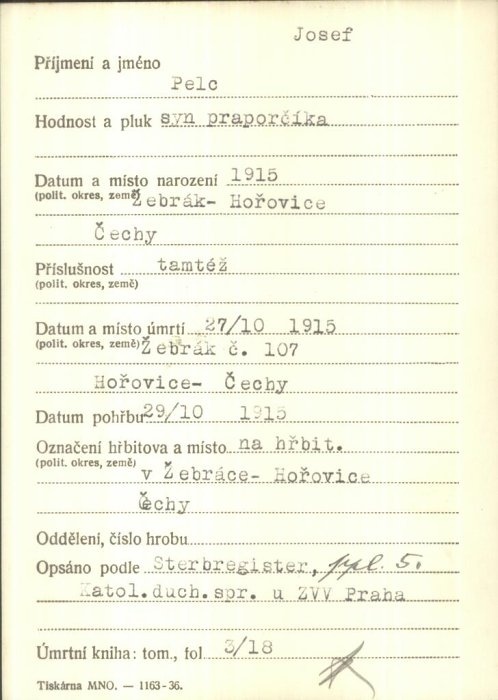 Josef
Příjmení a jméno
Pelc
Hodnost a pluk syn praporčíka
Datum a místo narození 1915
(polit. okres, země) Žebrák- Hořovice
Čechy
Příslušnost tamtéž
(polit. okres, země)
Datum a místo úmrtí 27/10 1915
(polit. okres, země) Žebrák č. 107
Hořovice- Čechy
Datum pohřbu 29/10 1915
Označení hřbitova a místo na hřbit.
(polit. okres, země) v Žebráce- Hořovice
Čechy
Oddělení, číslo hrobu
Opsáno podle Sterbregister, ppl. 5.
Katol.duch.spr. u ZVV Praha
Úmrtní kniha: tom., fol. 3/18
Tiskárna MNO. — 1163-36.